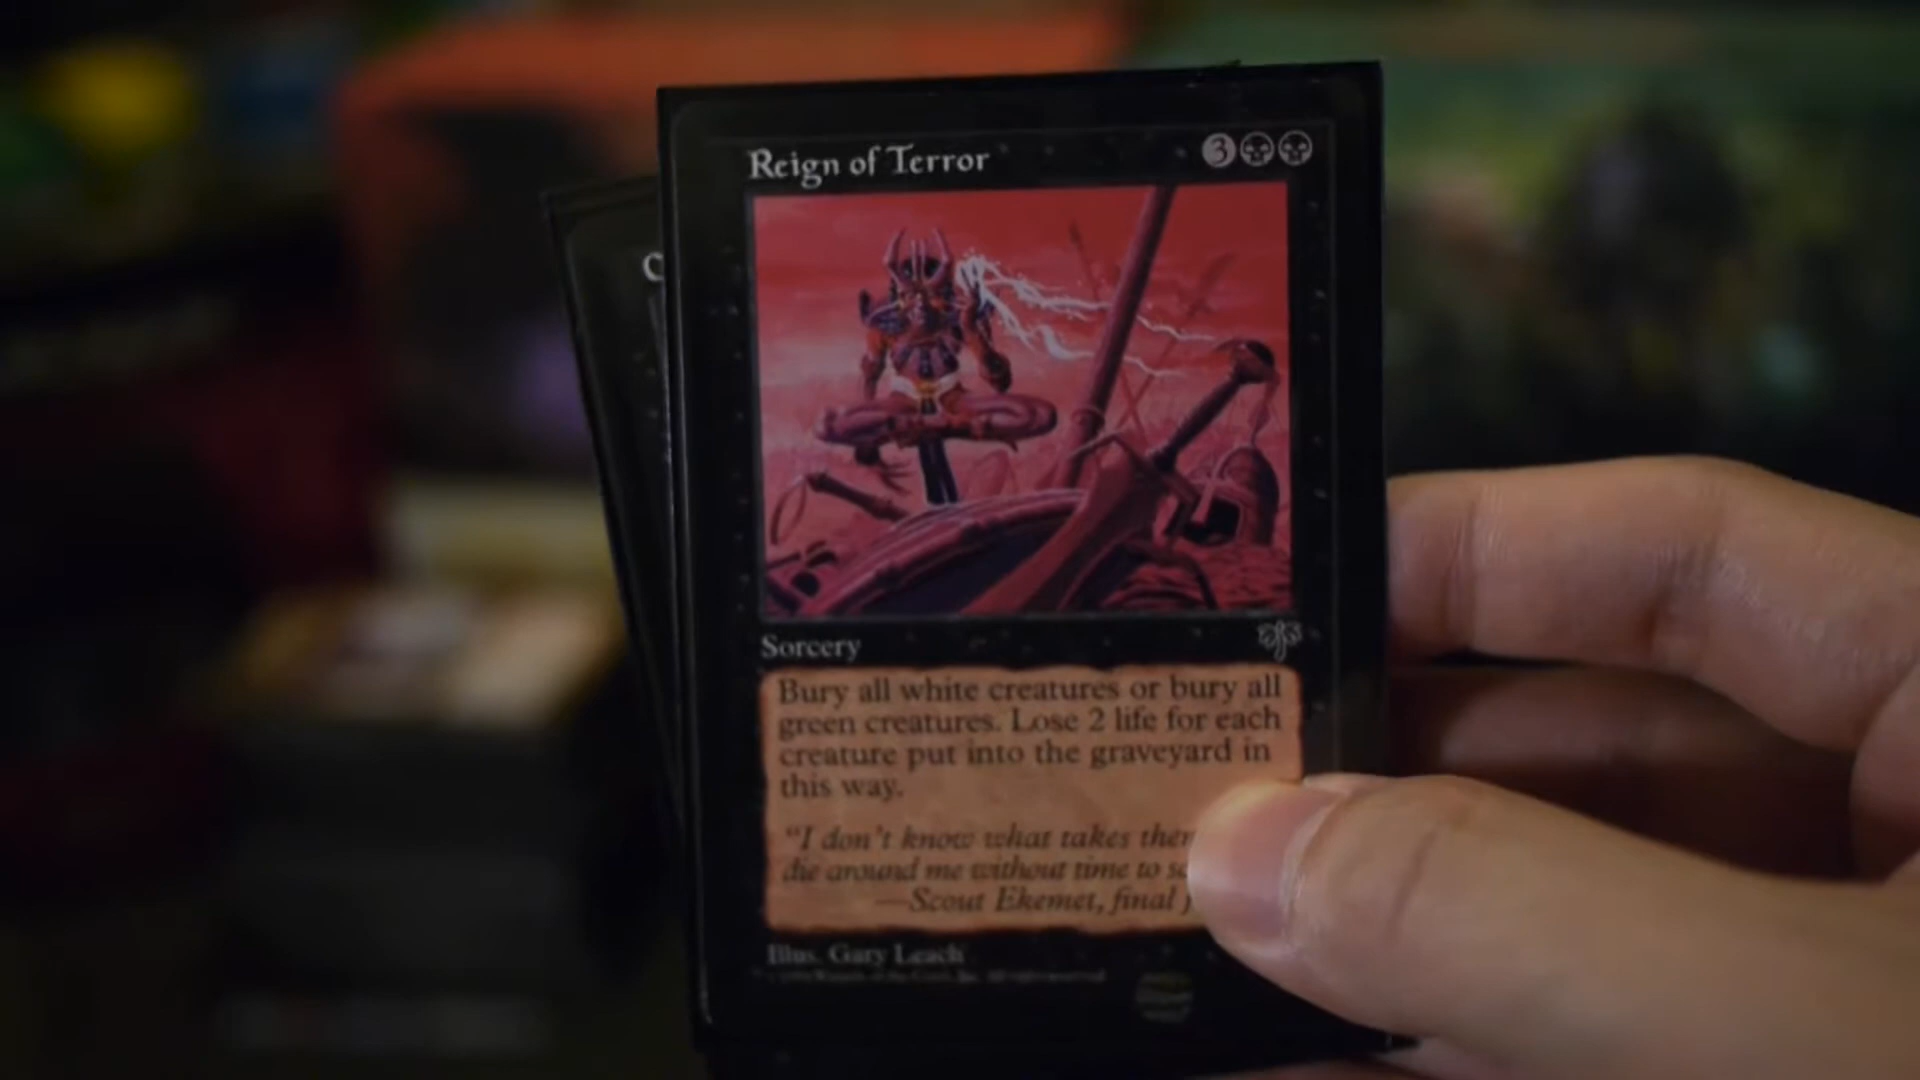 Reign of Terror 3
C
Sorcery
Bury all white creatures or bury all
green creatures. Lose 2 life for each
creature put into the graveyard in
this way.
"I don't know what takes
die around me without time to
—Scout Ekemet, final
Illus. Gary Leach